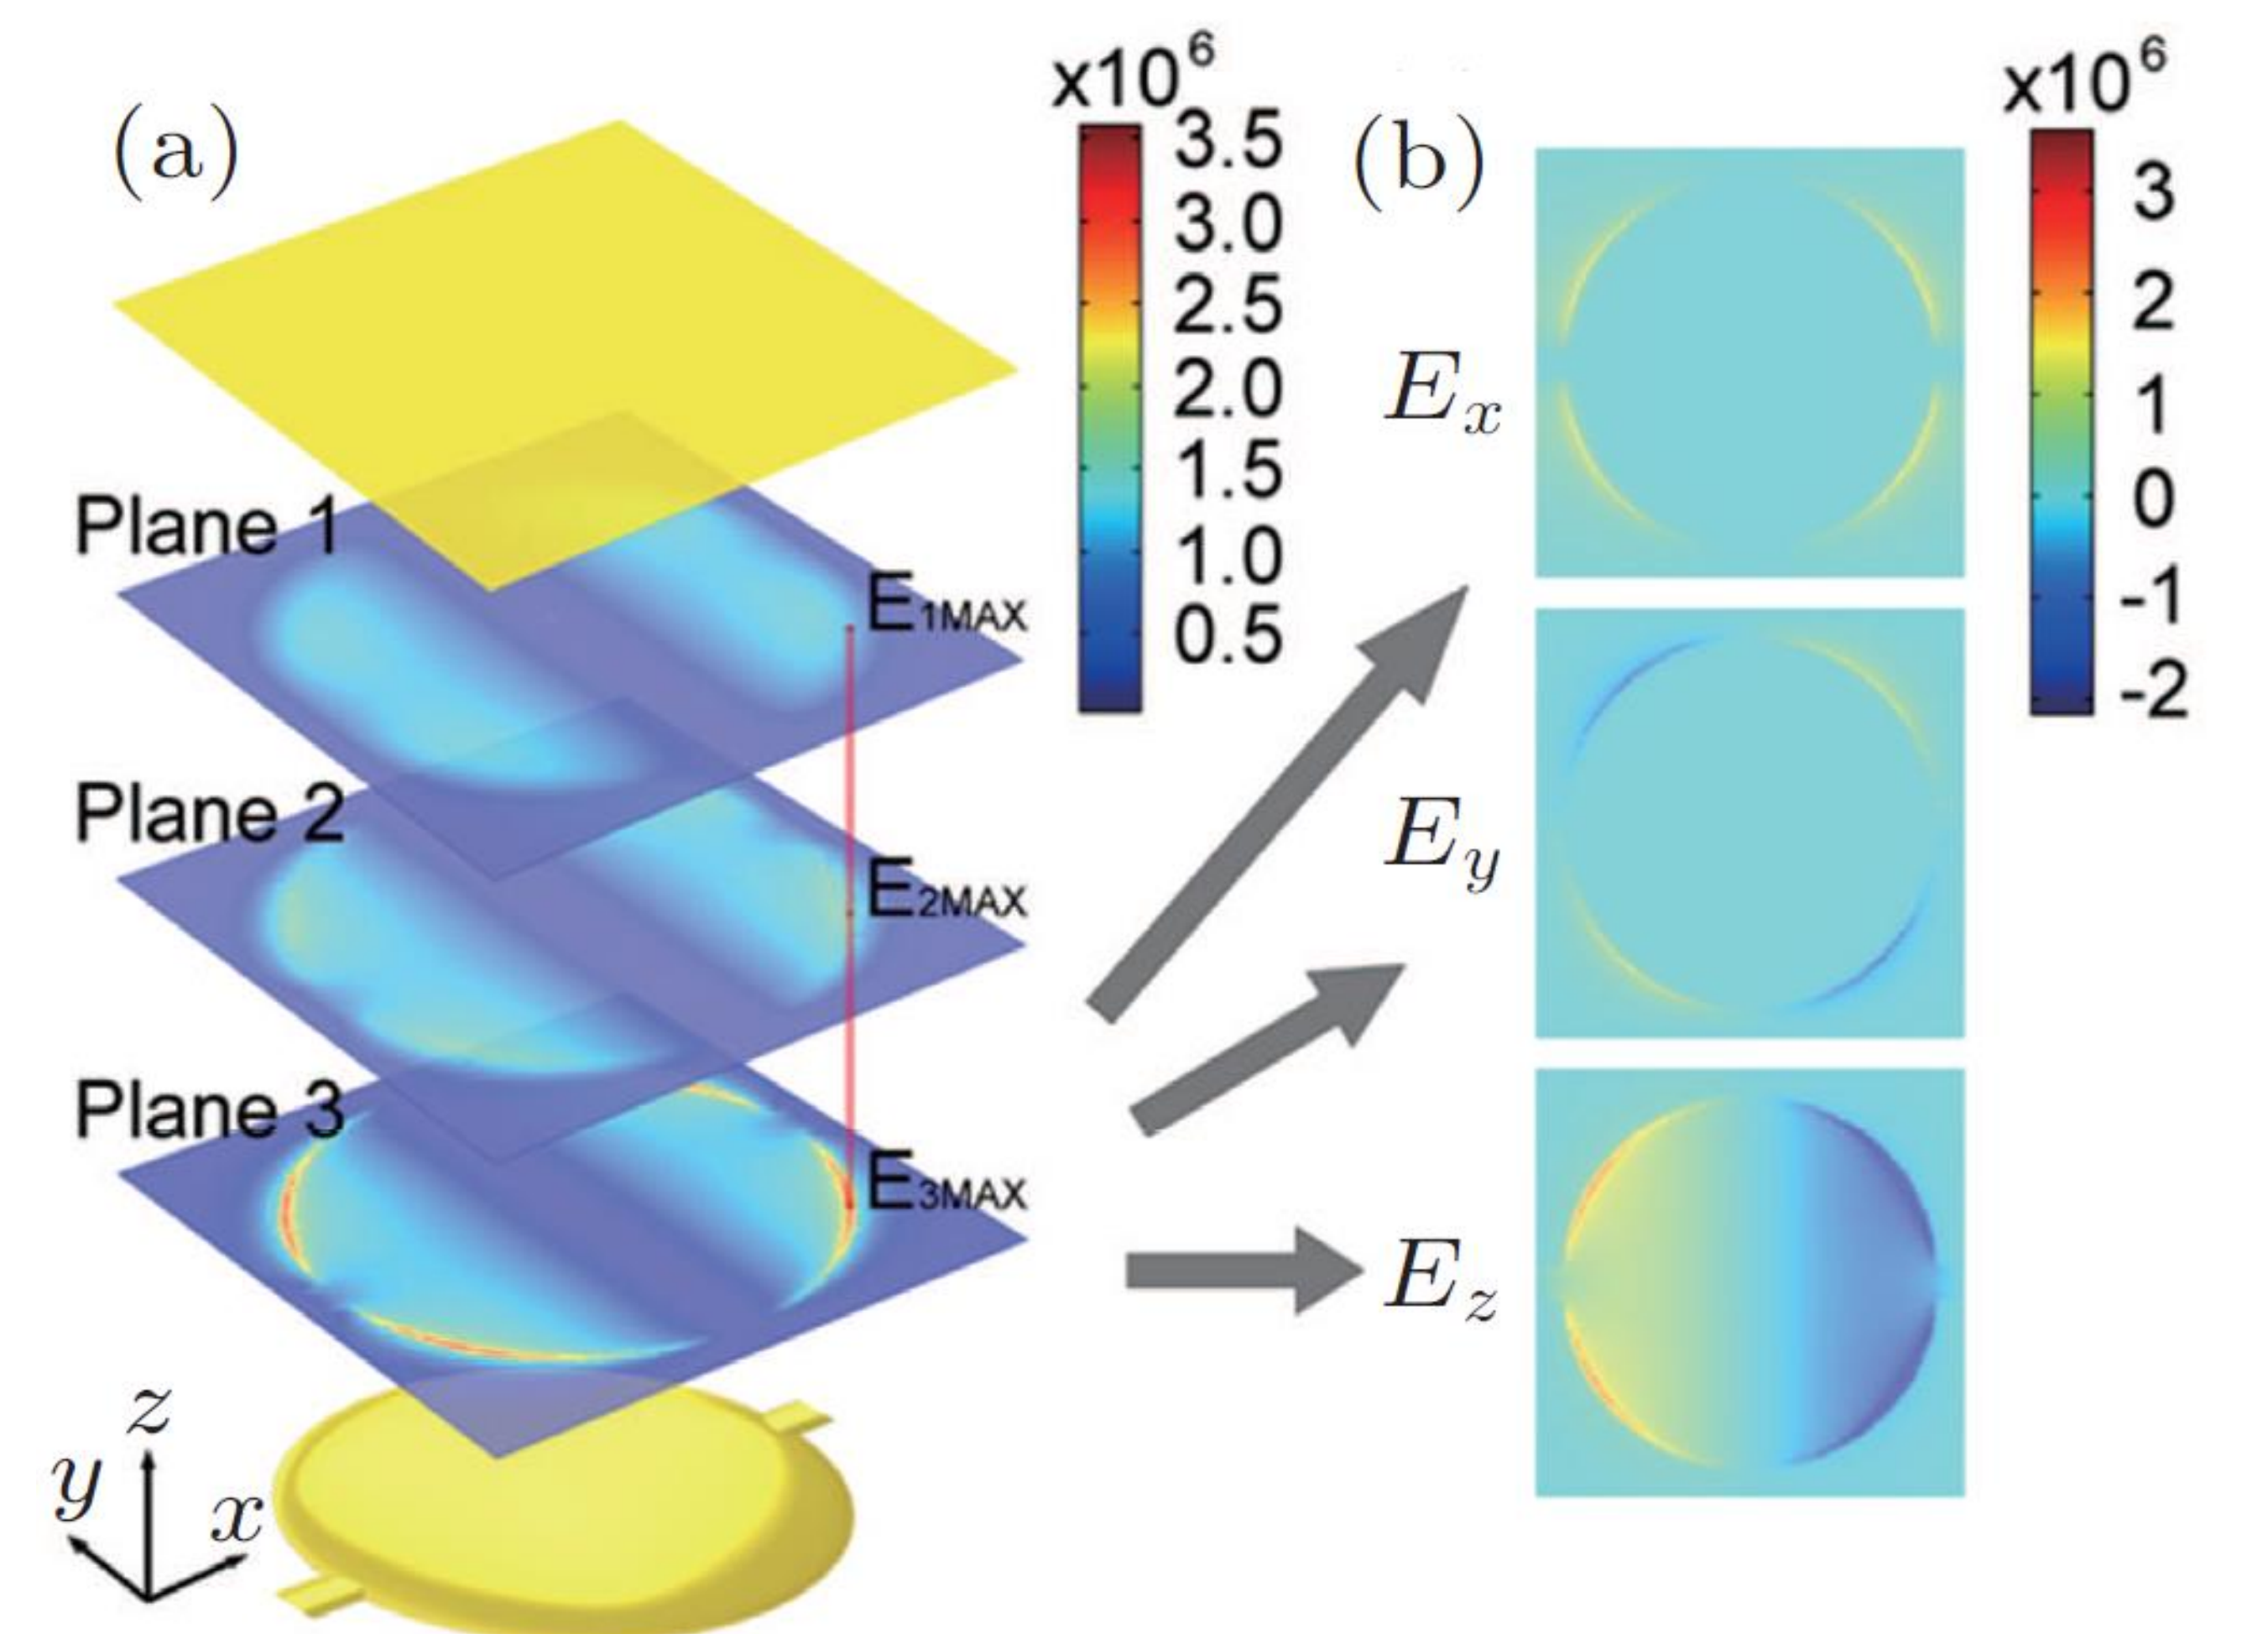 (a)
x10^6
3.5
3.0
2.5
2.0
1.5
1.0
0.5
Plane 1
E1MAX
Plane 2
E2MAX
Plane 3
E3MAX
z
y
x
(b)
x10^6
3
2
1
0
-1
-2
Ex
Ey
Ez